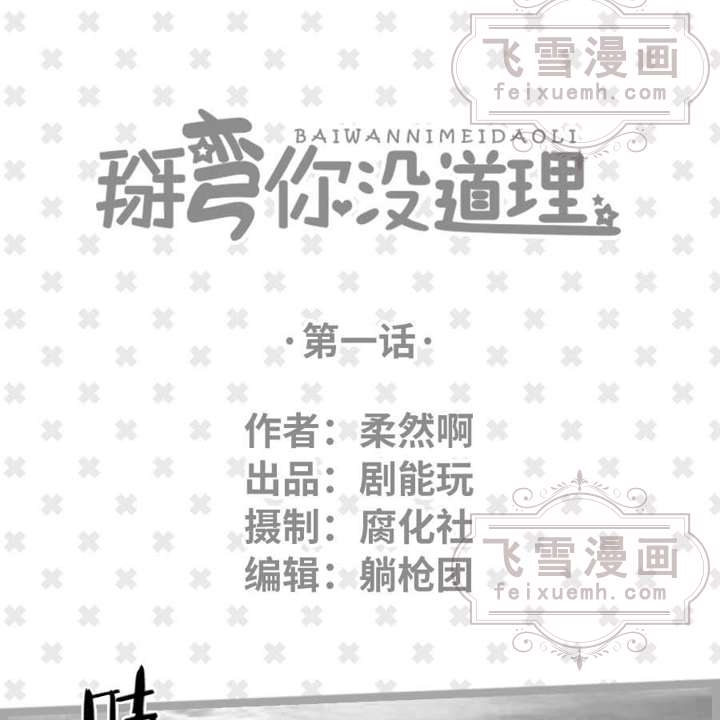 飞雪漫画
feixuemh.com
BAIWANNIMEIDAOLI
掰弯你没道理
·第一话·
作者：柔然啊
出品：剧能玩
摄制：腐化社
编辑：躺枪团
飞雪漫画
feixuemh.com